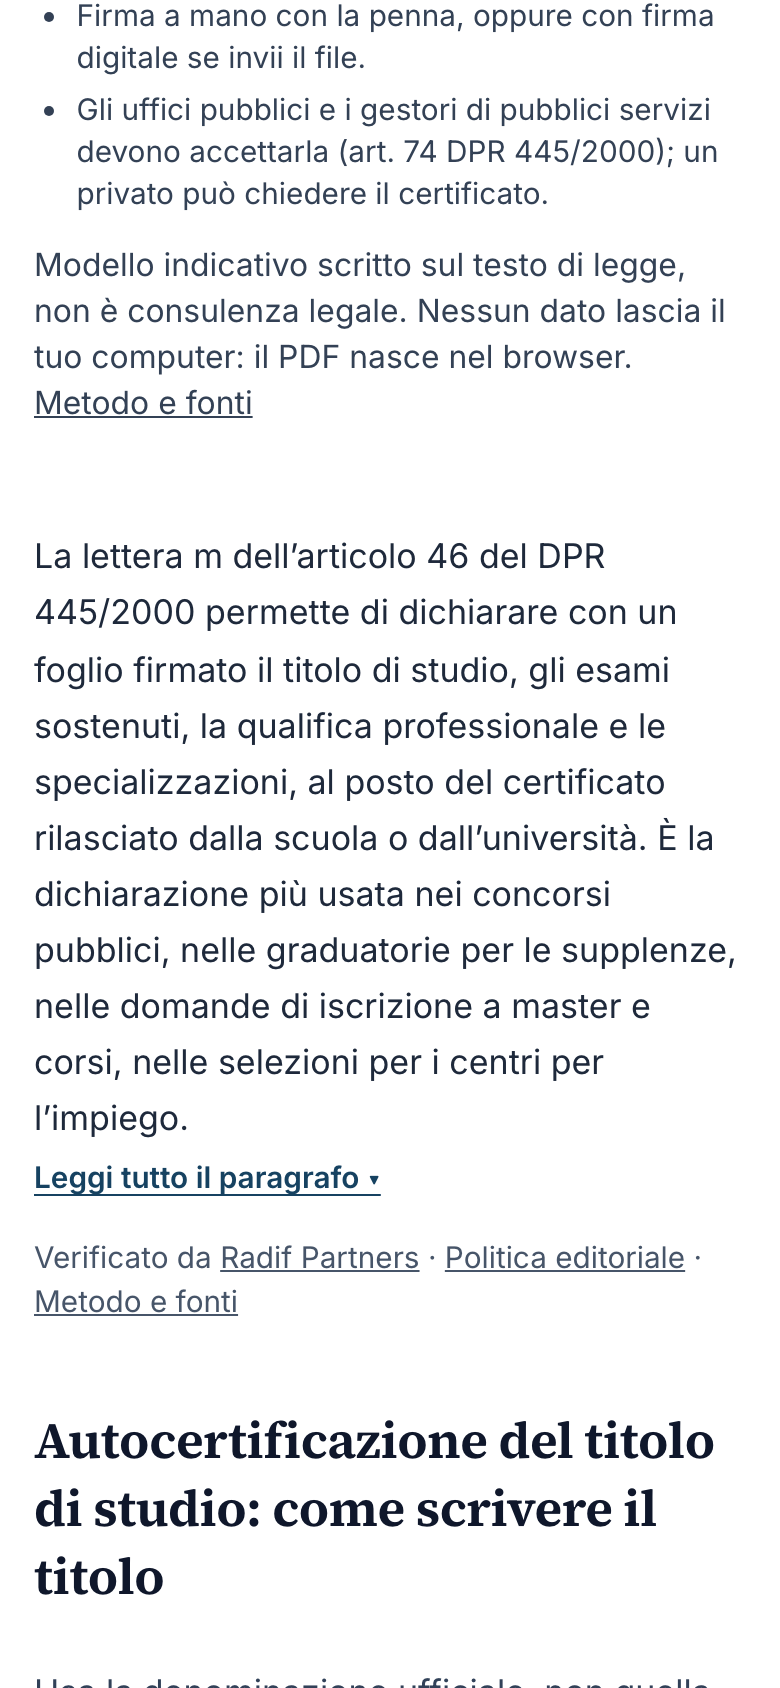 • Firma a mano con la penna, oppure con firma
digitale se invii il file.
• Gli uffici pubblici e i gestori di pubblici servizi
devono accettarla (art. 74 DPR 445/2000); un
privato può chiedere il certificato.
Modello indicativo scritto sul testo di legge,
non è consulenza legale. Nessun dato lascia il
tuo computer: il PDF nasce nel browser.
Metodo e fonti
La lettera m dell’articolo 46 del DPR
445/2000 permette di dichiarare con un
foglio firmato il titolo di studio, gli esami
sostenuti, la qualifica professionale e le
specializzazioni, al posto del certificato
rilasciato dalla scuola o dall’università. È la
dichiarazione più usata nei concorsi
pubblici, nelle graduatorie per le supplenze,
nelle domande di iscrizione a master e
corsi, nelle selezioni per i centri per
l’impiego.
Leggi tutto il paragrafo ▾
Verificato da Radif Partners · Politica editoriale ·
Metodo e fonti
Autocertificazione del titolo
di studio: come scrivere il
titolo
Usa la denominazione ufficiale, non quella